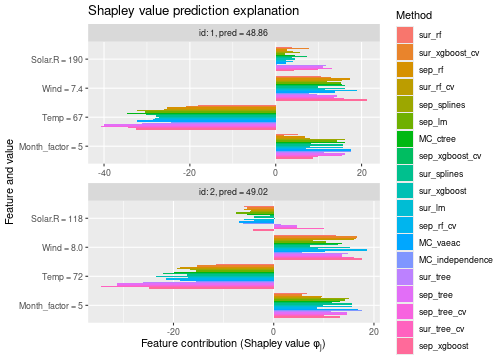 Shapley value prediction explanation
id: 1, pred = 48.86
Solar.R = 190
Wind = 7.4
Temp = 67
Month_factor = 5
-40
-20
0
20
id: 2, pred = 49.02
Solar.R = 118
Wind = 8.0
Temp = 72
Month_factor = 5
-20
0
20
Feature contribution (Shapley value φj)
Feature and value
Method
sur_rf
sur_xgboost_cv
sep_rf
sur_rf_cv
sep_splines
sep_lm
MC_ctree
sep_xgboost_cv
sur_splines
sur_xgboost
sur_lm
sep_rf_cv
MC_vaeac
MC_independence
sur_tree
sep_tree
sep_tree_cv
sur_tree_cv
sep_xgboost